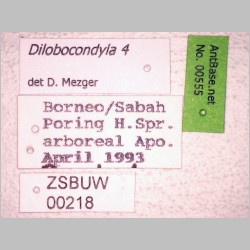 Dilobocondyla 4
det D. Mezger
AntBase.net
No. 00555
Borneo/Sabah
Poring H.Spr.
arboreal Apo.
April 1993
ZSBUW
00218